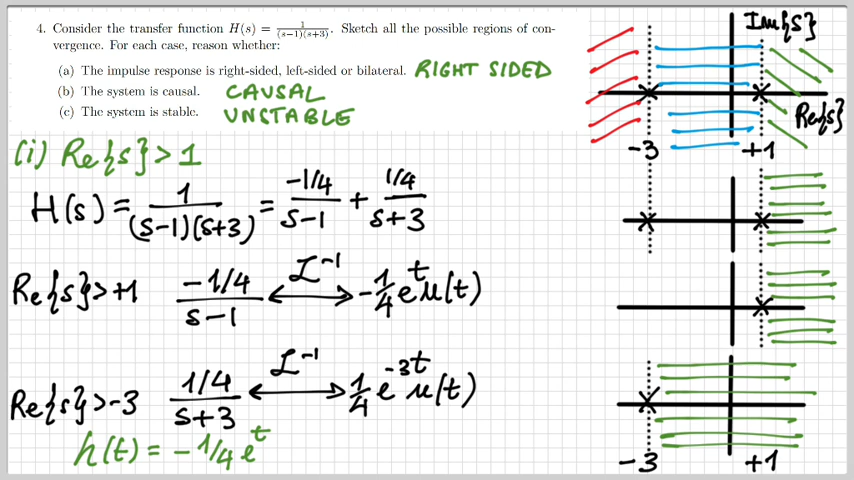 4. Consider the transfer function H(s) = 1/((s−1)(s+3)). Sketch all the possible regions of con-
vergence. For each case, reason whether:
(a) The impulse response is right-sided, left-sided or bilateral. RIGHT SIDED
(b) The system is causal. CAUSAL
(c) The system is stable. UNSTABLE
(i) Re{s}>1
H(s) = 1/((s-1)(s+3)) = -1/4/(s-1) + 1/4/(s+3)
Re{s}>+1 -1/4/(s-1) ⟷ L⁻¹ -1/4 e^t u(t)
Re{s}>-3 1/4/(s+3) ⟷ L⁻¹ 1/4 e^-3t u(t)
h(t) = -1/4 e^t
Im{s}
Re{s}
-3 +1
-3 +1